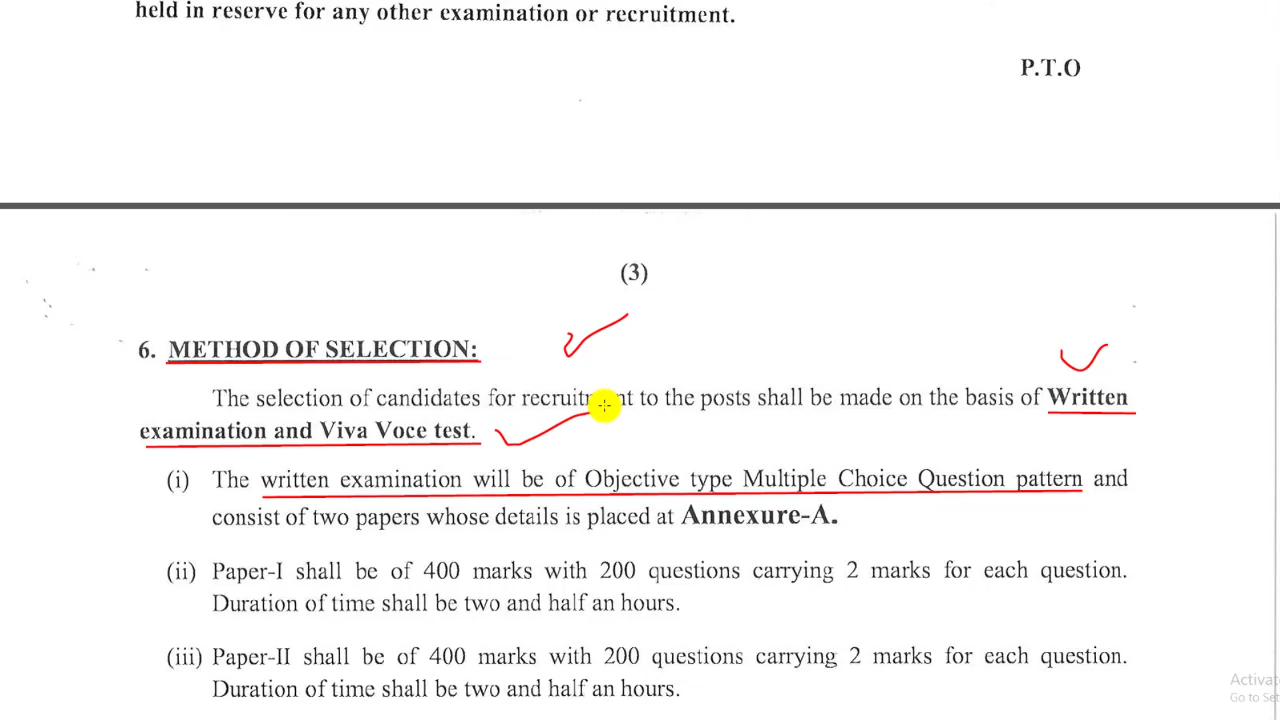 held in reserve for any other examination or recruitment.
P.T.O
(3)
6. METHOD OF SELECTION:
The selection of candidates for recruitment to the posts shall be made on the basis of Written
examination and Viva Voce test.
(i) The written examination will be of Objective type Multiple Choice Question pattern and
consist of two papers whose details is placed at Annexure-A.
(ii) Paper-I shall be of 400 marks with 200 questions carrying 2 marks for each question.
Duration of time shall be two and half an hours.
(iii) Paper-II shall be of 400 marks with 200 questions carrying 2 marks for each question.
Duration of time shall be two and half an hours.
Activat
Go to Set